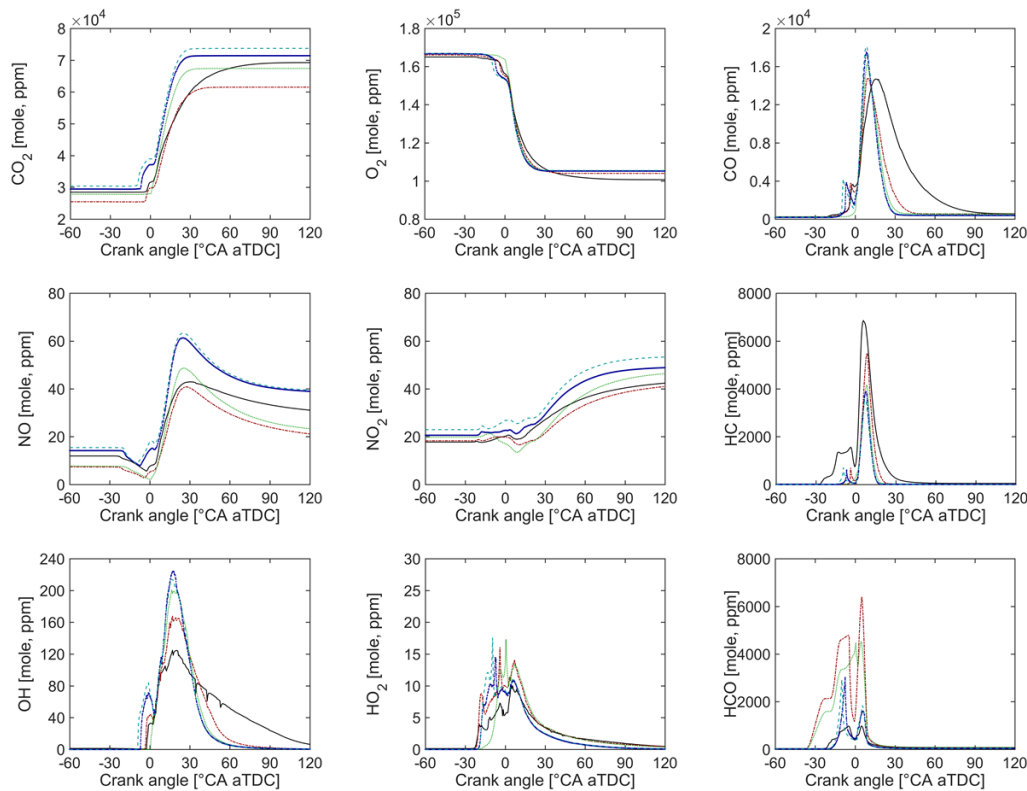 ×10⁴
8
7
6
5
4
3
2
CO₂ [mole, ppm]
-60 -30 0 30 60 90 120
Crank angle [°CA aTDC]
×10⁵
1.8
1.6
1.4
1.2
1
0.8
O₂ [mole, ppm]
-60 -30 0 30 60 90 120
Crank angle [°CA aTDC]
×10⁴
2
1.6
1.2
0.8
0.4
0
CO [mole, ppm]
-60 -30 0 30 60 90 120
Crank angle [°CA aTDC]
80
60
40
20
0
NO [mole, ppm]
-60 -30 0 30 60 90 120
Crank angle [°CA aTDC]
80
60
40
20
0
NO₂ [mole, ppm]
-60 -30 0 30 60 90 120
Crank angle [°CA aTDC]
8000
6000
4000
2000
0
HC [mole, ppm]
-60 -30 0 30 60 90 120
Crank angle [°CA aTDC]
240
200
160
120
80
40
0
OH [mole, ppm]
-60 -30 0 30 60 90 120
Crank angle [°CA aTDC]
30
25
20
15
10
5
0
HO₂ [mole, ppm]
-60 -30 0 30 60 90 120
Crank angle [°CA aTDC]
8000
6000
4000
2000
0
HCO [mole, ppm]
-60 -30 0 30 60 90 120
Crank angle [°CA aTDC]